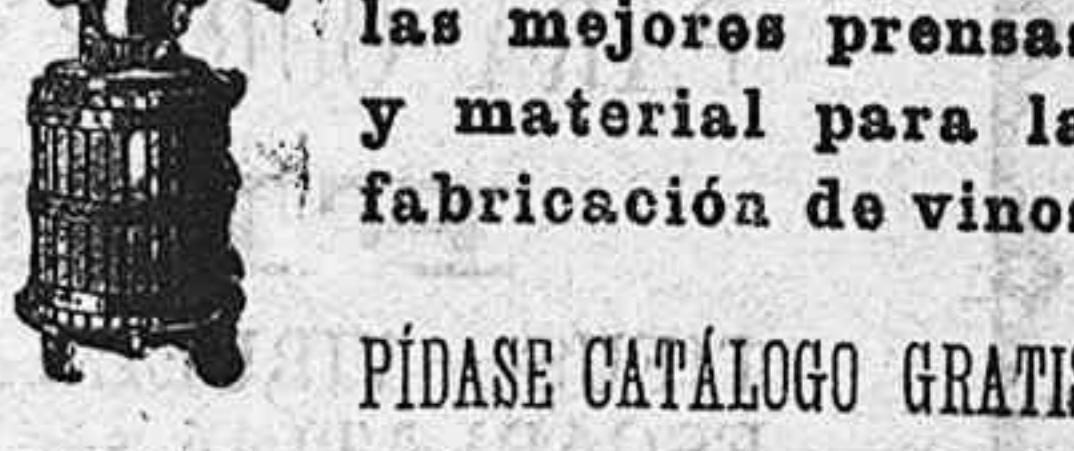 las mejores prensas
y material para la
fabricación de vinos
PÍDASE CATÁLOGO GRATIS